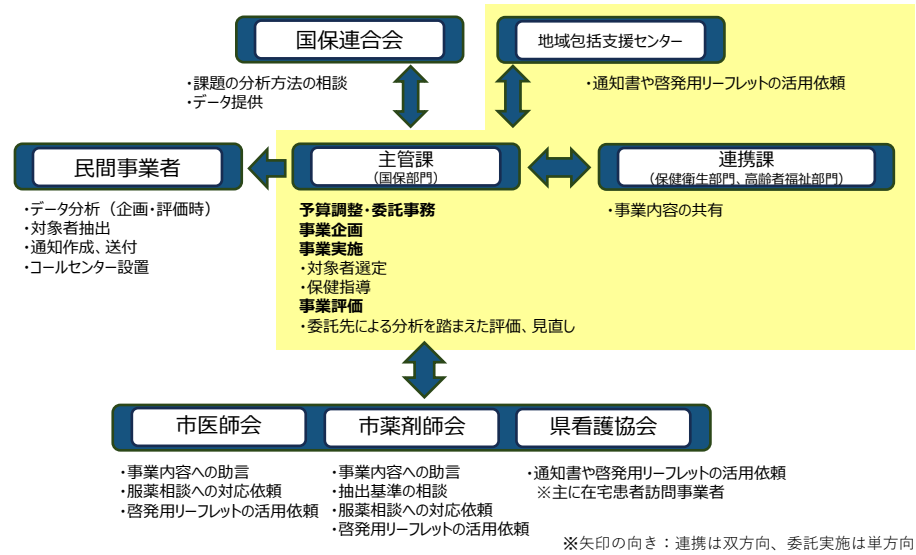 国保連合会
・課題の分析方法の相談
・データ提供
地域包括支援センター
・通知書や啓発用リーフレットの活用依頼
民間事業者
・データ分析（企画・評価時）
・対象者抽出
・通知作成、送付
・コールセンター設置
主管課
（国保部門）
予算調整・委託事務
事業企画
事業実施
・対象者選定
・保健指導
事業評価
・委託先による分析を踏まえた評価、見直し
連携課
（保健衛生部門、高齢者福祉部門）
・事業内容の共有
市医師会
・事業内容への助言
・服薬相談への対応依頼
・啓発用リーフレットの活用依頼
市薬剤師会
・事業内容への助言
・抽出基準の相談
・服薬相談への対応依頼
・啓発用リーフレットの活用依頼
県看護協会
・通知書や啓発用リーフレットの活用依頼
※主に在宅患者訪問事業者
※矢印の向き：連携は双方向、委託実施は単方向